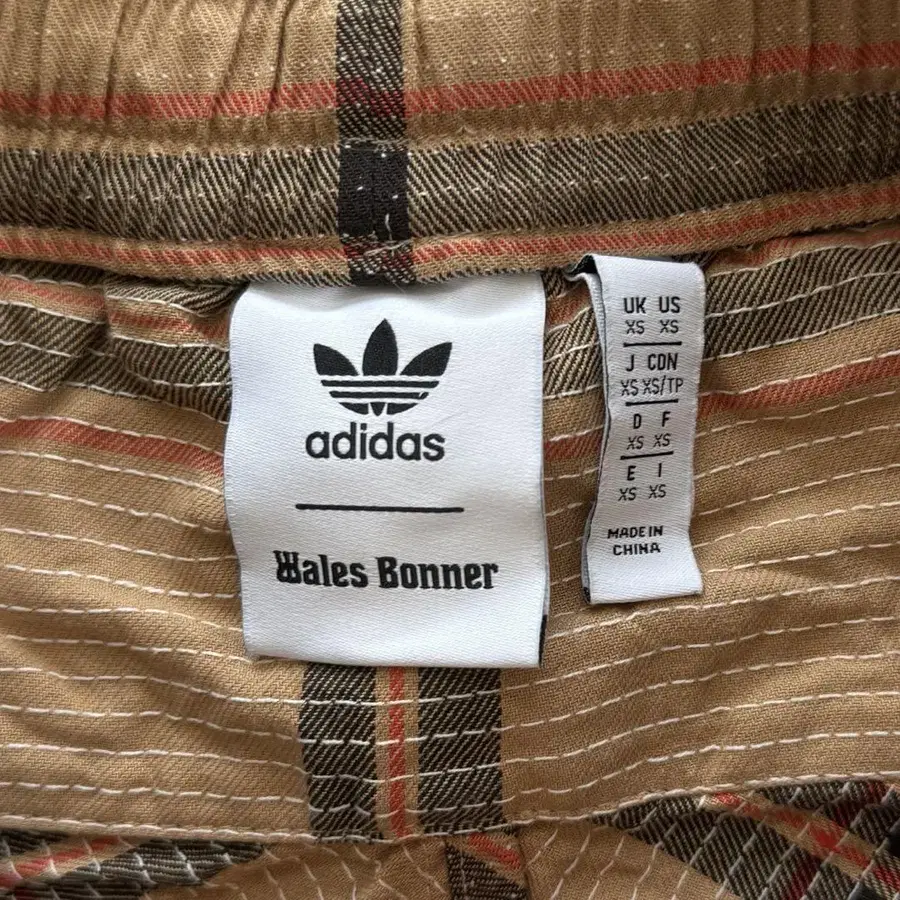 adidas
Wales Bonner
UK US
XS XS
J CDN
XS XS/TP
D F
XS XS
E I
XS XS
MADE IN
CHINA